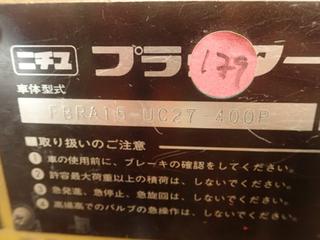 ニチユ プラ 179 ター
車体型式
FBRA15-UC27-400P
■取り扱いのご注意
① 車の使用前に、ブレーキの確認をしてください。
② 許容最大荷重以上の積荷は、しないでください。
③ 急発進、急停止、急旋回は、しないでください。
④ 高揚高でのバルブの急操作は、しないでください。